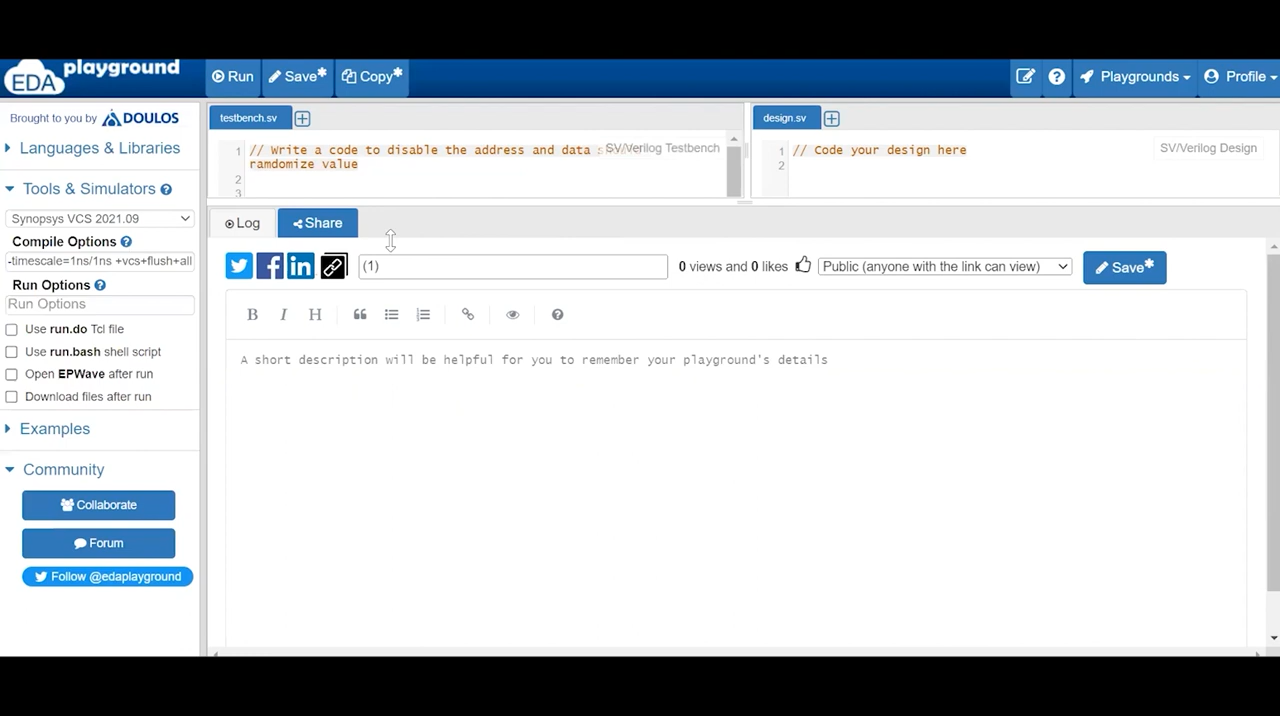 EDA playground
Run
Save*
Copy*
Playgrounds
Profile
Brought to you by DOULOS
Languages & Libraries
Tools & Simulators
Synopsys VCS 2021.09
Compile Options
-timescale=1ns/1ns +vcs+flush+all
Run Options
Run Options
Use run.do Tcl file
Use run.bash shell script
Open EPWave after run
Download files after run
Examples
Community
Collaborate
Forum
Follow @edaplayground
testbench.sv
1 // Write a code to disable the address and data
ramdomize value
2
3
SV/Verilog Testbench
design.sv
1 // Code your design here
2
SV/Verilog Design
Log
Share
(1)
0 views and 0 likes
Public (anyone with the link can view)
Save*
B I H
A short description will be helpful for you to remember your playground's details